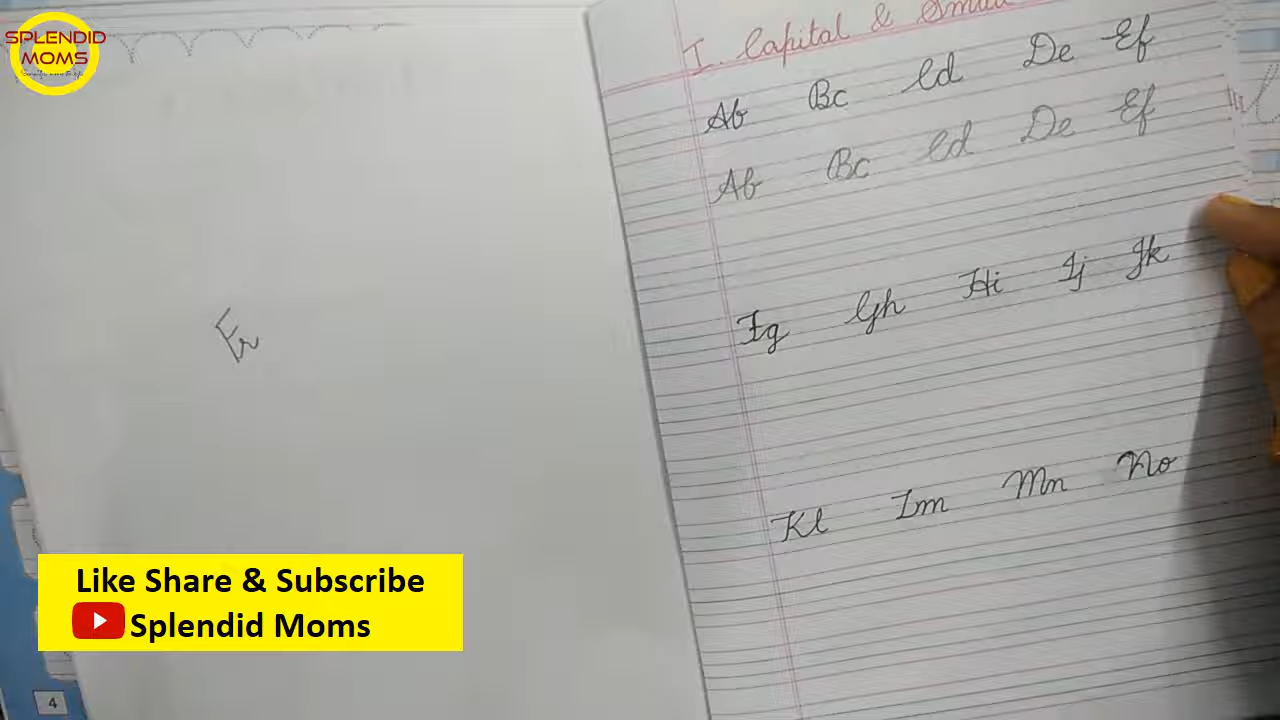 SPLENDID
MOMS
I. Capital & Small
Ab Bc Cd De Ef
Ab Bc Cd De Ef
Fg Gh Hi Ij Jk
Kl Lm Mn No
Er
Like Share & Subscribe
Splendid Moms
4